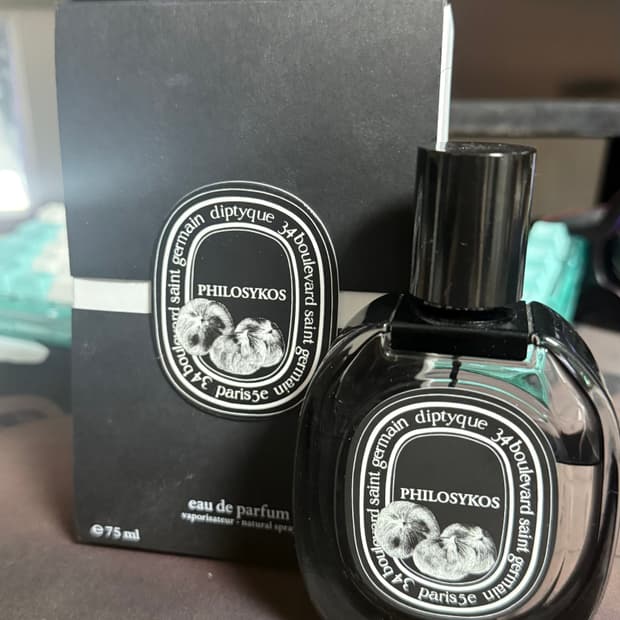 34 boulevard saint germain diptyque 34 boulevard saint germain
paris 5e
PHILOSYKOS
eau de parfum
vaporisateur · natural spray
℮ 75 ml
34 boulevard saint germain diptyque 34 boulevard saint germain
paris 5e
PHILOSYKOS